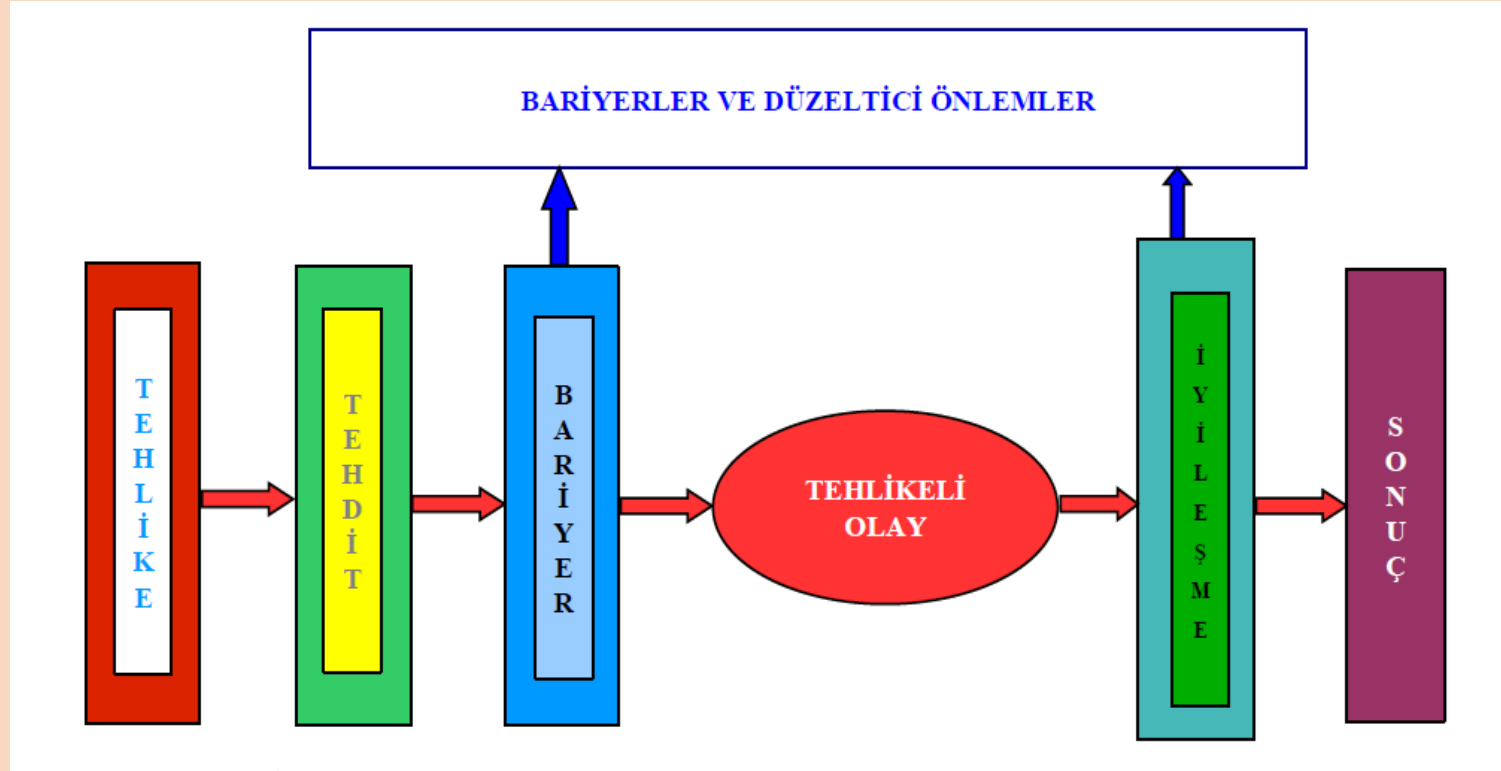 BARİYERLER VE DÜZELTİCİ ÖNLEMLER
TEHLİKE
TEHDİT
BARİYER
TEHLİKELİ
OLAY
İYİLEŞME
SONUÇ